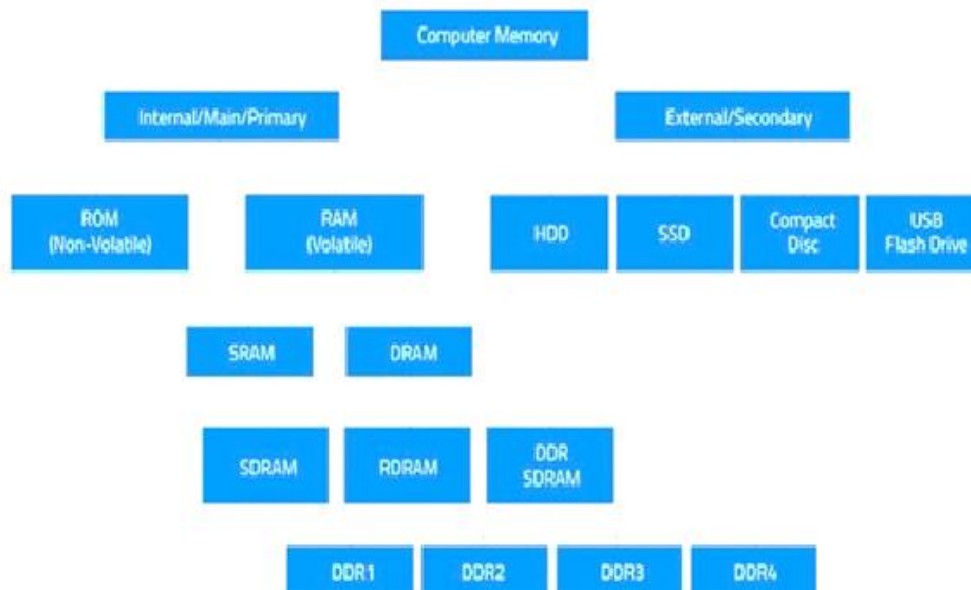 Computer Memory
Internal/Main/Primary
External/Secondary
ROM
(Non-Volatile)
RAM
(Volatile)
HDD
SSD
Compact
Disc
USB
Flash Drive
SRAM
DRAM
SDRAM
RDRAM
DDR
SDRAM
DDR1
DDR2
DDR3
DDR4